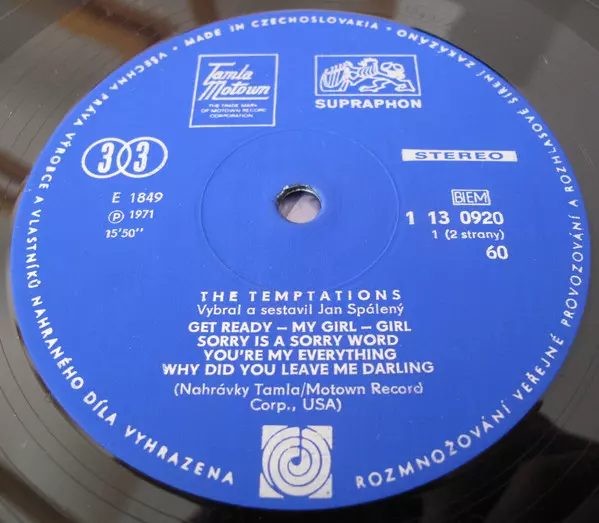 VŠECHNA PRÁVA VÝROBCE A VLASTNÍKŮ NAHRANÉHO DÍLA VYHRAZENA
ROZMNOŽOVÁNÍ VEŘEJNÉ PROVOZOVÁNÍ A ROZHLASOVÉ ŠÍŘENÍ ZAKÁZÁNO
MADE IN CZECHOSLOVAKIA
Tamla
Motown
THE TRADE MARK
OF MOTOWN RECORD
CORPORATION
SUPRAPHON
33
STEREO
E 1849
Ⓟ 1971
15'50''
BIEM
1 13 0920
1 (2 strany)
60
THE TEMPTATIONS
Vybral a sestavil Jan Spálený
GET READY – MY GIRL – GIRL
SORRY IS A SORRY WORD
YOU'RE MY EVERYTHING
WHY DID YOU LEAVE ME DARLING
(Nahrávky Tamla/Motown Record
Corp., USA)